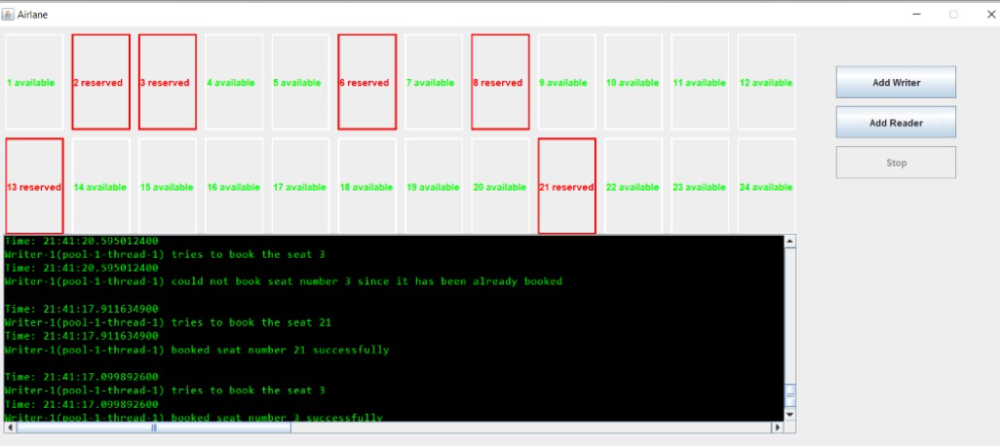 Airlane
1 available 2 reserved 3 reserved 4 available 5 available 6 reserved 7 available 8 reserved 9 available 10 available 11 available 12 available
Add Writer
Add Reader
Stop
13 reserved 14 available 15 available 16 available 17 available 18 available 19 available 20 available 21 reserved 22 available 23 available 24 available
Time: 21:41:20.595012400
Writer-1(pool-1-thread-1) tries to book the seat 3
Time: 21:41:20.595012400
Writer-1(pool-1-thread-1) could not book seat number 3 since it has been already booked
Time: 21:41:17.911634900
Writer-1(pool-1-thread-1) tries to book the seat 21
Time: 21:41:17.911634900
Writer-1(pool-1-thread-1) booked seat number 21 successfully
Time: 21:41:17.099892600
Writer-1(pool-1-thread-1) tries to book the seat 3
Time: 21:41:17.099892600
Writer-1(pool-1-thread-1) booked seat number 3 successfully